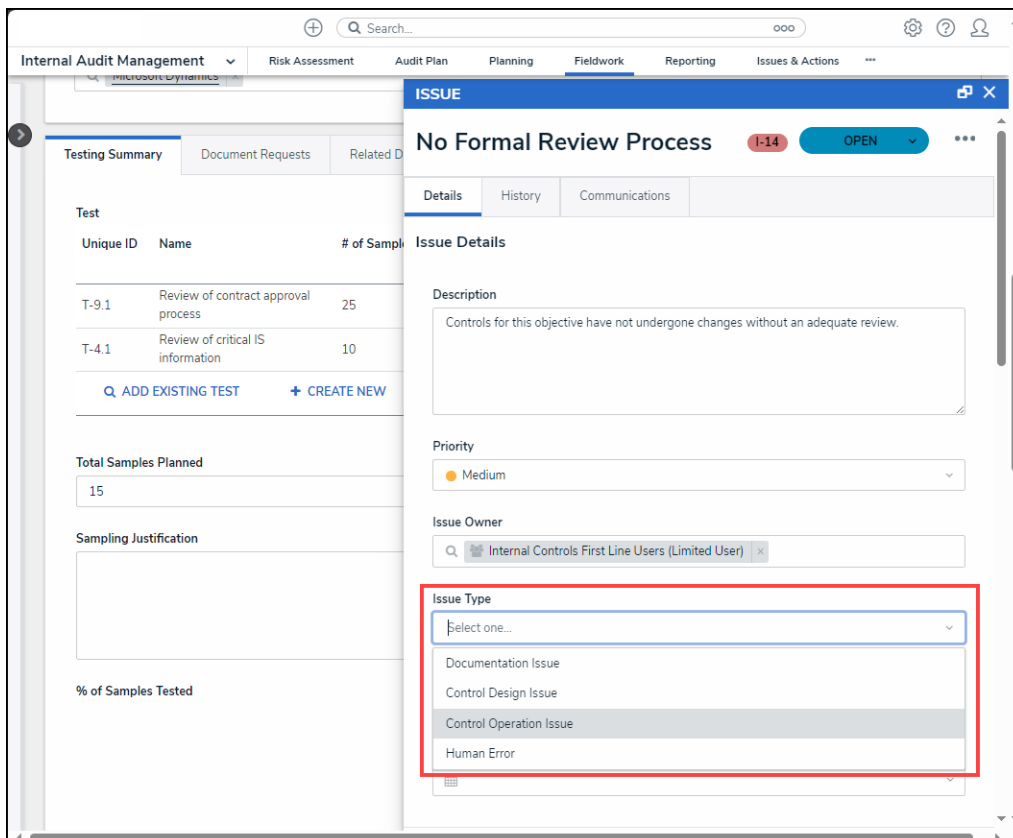 Search...
Internal Audit Management
Risk Assessment
Audit Plan
Planning
Fieldwork
Reporting
Issues & Actions
Microsoft Dynamics ×
Testing Summary
Document Requests
Related D
Test
Unique ID
Name
# of Sampl
T-9.1
Review of contract approval
process
25
T-4.1
Review of critical IS
information
10
ADD EXISTING TEST
+ CREATE NEW
Total Samples Planned
15
Sampling Justification
% of Samples Tested
ISSUE
No Formal Review Process
I-14
OPEN
Details
History
Communications
Issue Details
Description
Controls for this objective have not undergone changes without an adequate review.
Priority
Medium
Issue Owner
Internal Controls First Line Users (Limited User) ×
Issue Type
Select one...
Documentation Issue
Control Design Issue
Control Operation Issue
Human Error